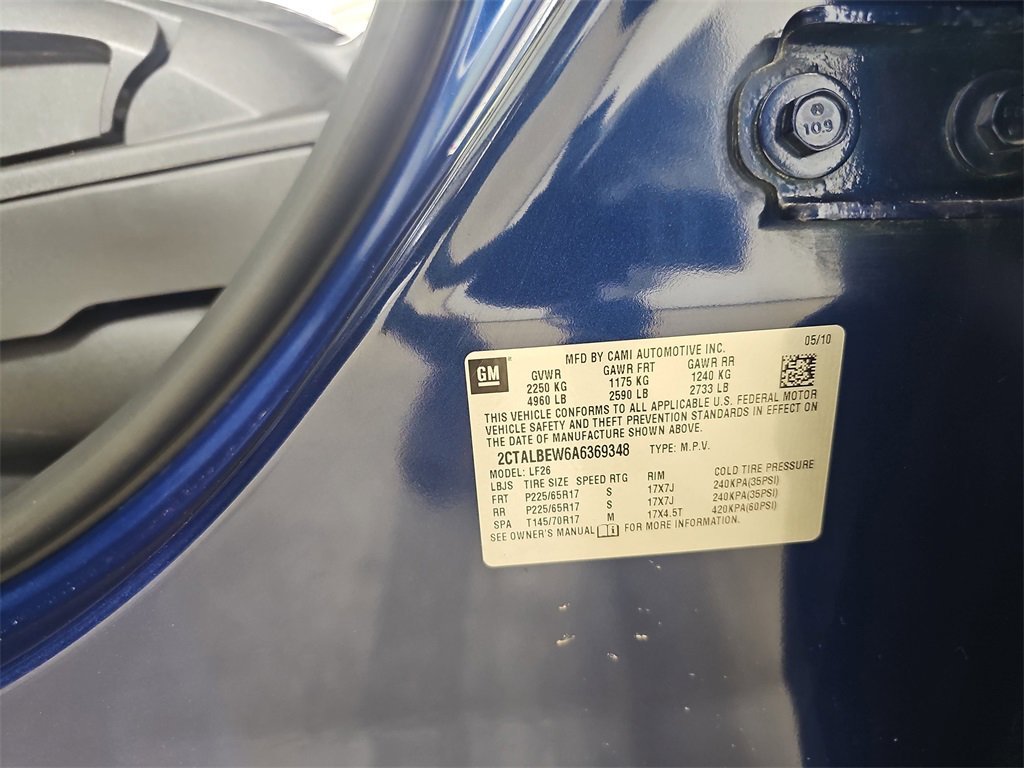 10.9
05/10
GM
MFD BY CAMI AUTOMOTIVE INC.
GVWR GAWR FRT GAWR RR
2250 KG 1175 KG 1240 KG
4960 LB 2590 LB 2733 LB
THIS VEHICLE CONFORMS TO ALL APPLICABLE U.S. FEDERAL MOTOR
VEHICLE SAFETY AND THEFT PREVENTION STANDARDS IN EFFECT ON
THE DATE OF MANUFACTURE SHOWN ABOVE.
2CTALBEW6A6369348 TYPE: M.P.V.
MODEL: LF26
LBJS TIRE SIZE SPEED RTG RIM COLD TIRE PRESSURE
FRT P225/65R17 S 17X7J 240KPA(35PSI)
RR P225/65R17 S 17X7J 240KPA(35PSI)
SPA T145/70R17 M 17X4.5T 420KPA(60PSI)
SEE OWNER'S MANUAL FOR MORE INFORMATION.